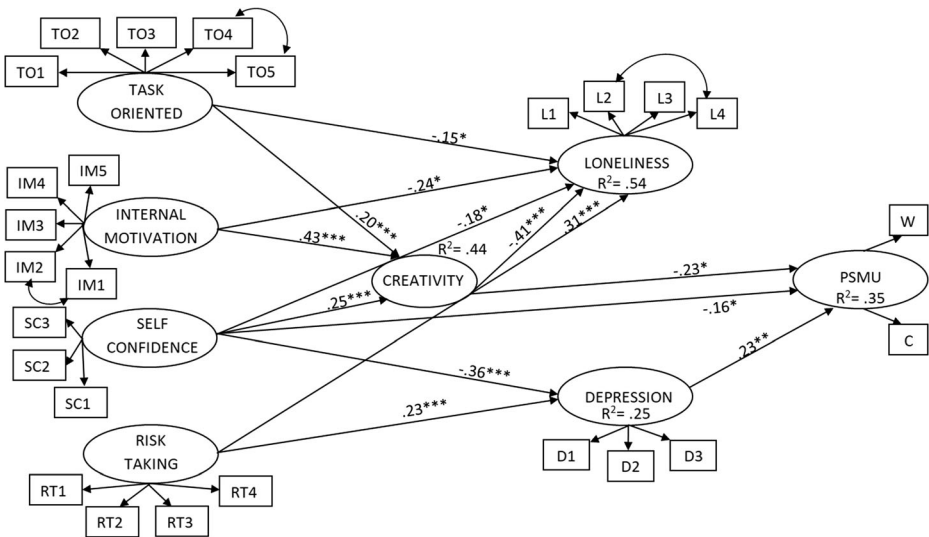 TO2
TO3
TO4
TO1
TO5
TASK
ORIENTED
L1
L2
L3
L4
-.15*
LONELINESS
R²= .54
IM4
IM5
IM3
IM2
IM1
INTERNAL
MOTIVATION
-.24*
.20***
.43***
-.18*
-.41***
.31***
R²= .44
CREATIVITY
W
PSMU
R²= .35
C
-.23*
.25***
-.16*
SC3
SC2
SC1
SELF
CONFIDENCE
-.36***
.23**
DEPRESSION
R²= .25
.23***
D1
D2
D3
RISK
TAKING
RT1
RT2
RT3
RT4